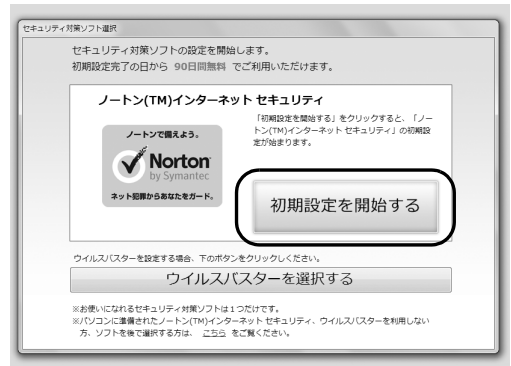 セキュリティ対策ソフト選択
セキュリティ対策ソフトの設定を開始します。
初期設定完了の日から 90日間無料 でご利用いただけます。
ノートン(TM)インターネット セキュリティ
ノートンで備えよう。
Norton
by Symantec
ネット犯罪からあなたをガード。
「初期設定を開始する」をクリックすると、「ノー
トン(TM)インターネット セキュリティ」の初期設
定が始まります。
初期設定を開始する
ウイルスバスターを設定する場合、下のボタンをクリックしください。
ウイルスバスターを選択する
※お使いになれるセキュリティ対策ソフトは１つだけです。
※パソコンに準備されたノートン(TM)インターネット セキュリティ、ウイルスバスターを利用しない
方、ソフトを後で選択する方は、 こちら をご覧ください。